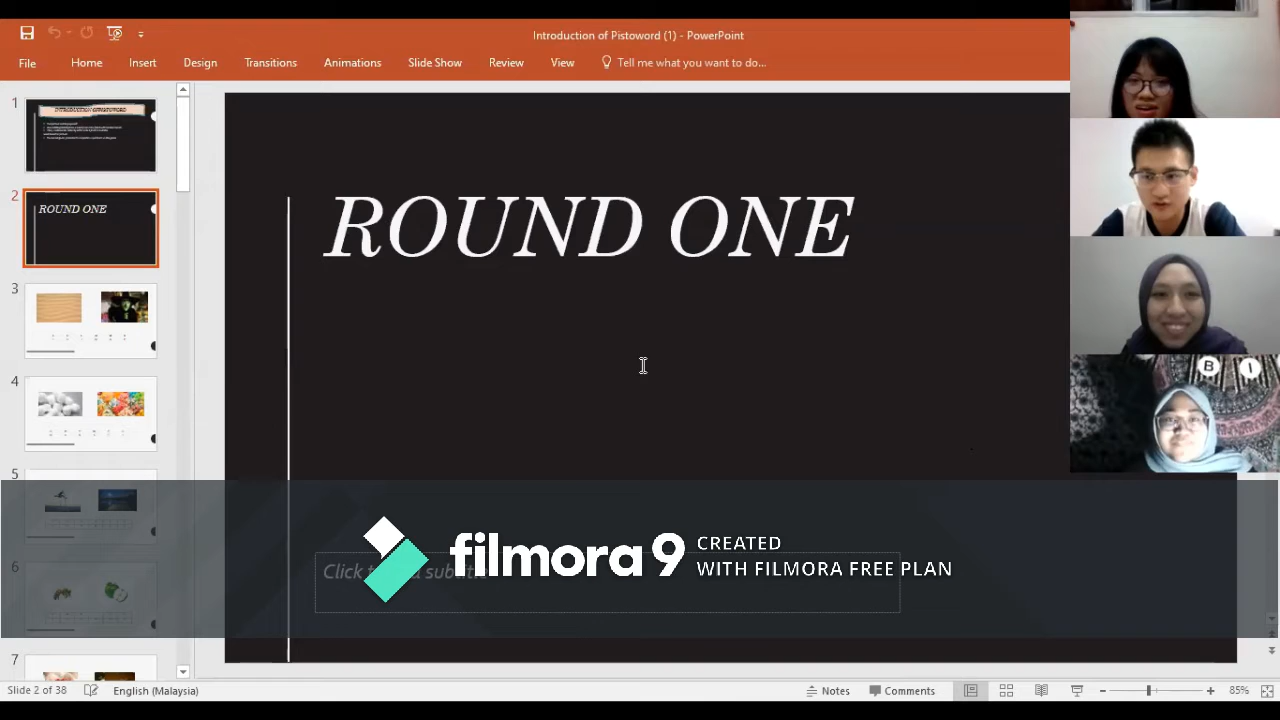 Introduction of Pistoword (1) - PowerPoint
File Home Insert Design Transitions Animations Slide Show Review View Tell me what you want to do...
1
2
ROUND ONE
3
4
5
6
7
ROUND ONE
B I
filmora 9 CREATED
WITH FILMORA FREE PLAN
Slide 2 of 38 English (Malaysia) Notes Comments 85%